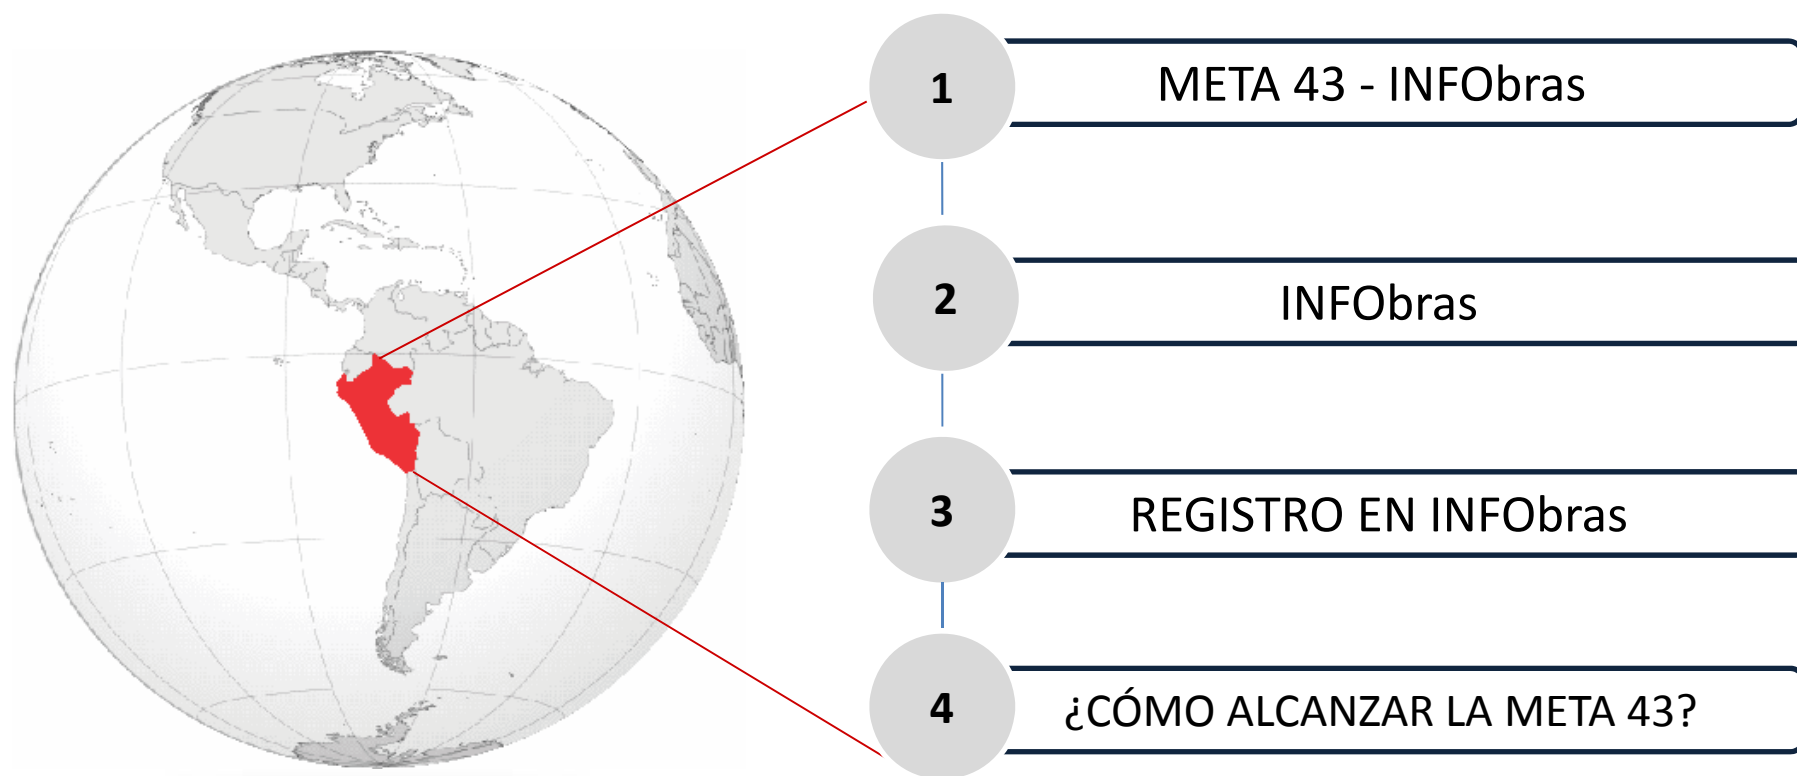 1
META 43 - INFObras
2
INFObras
3
REGISTRO EN INFObras
4
¿CÓMO ALCANZAR LA META 43?